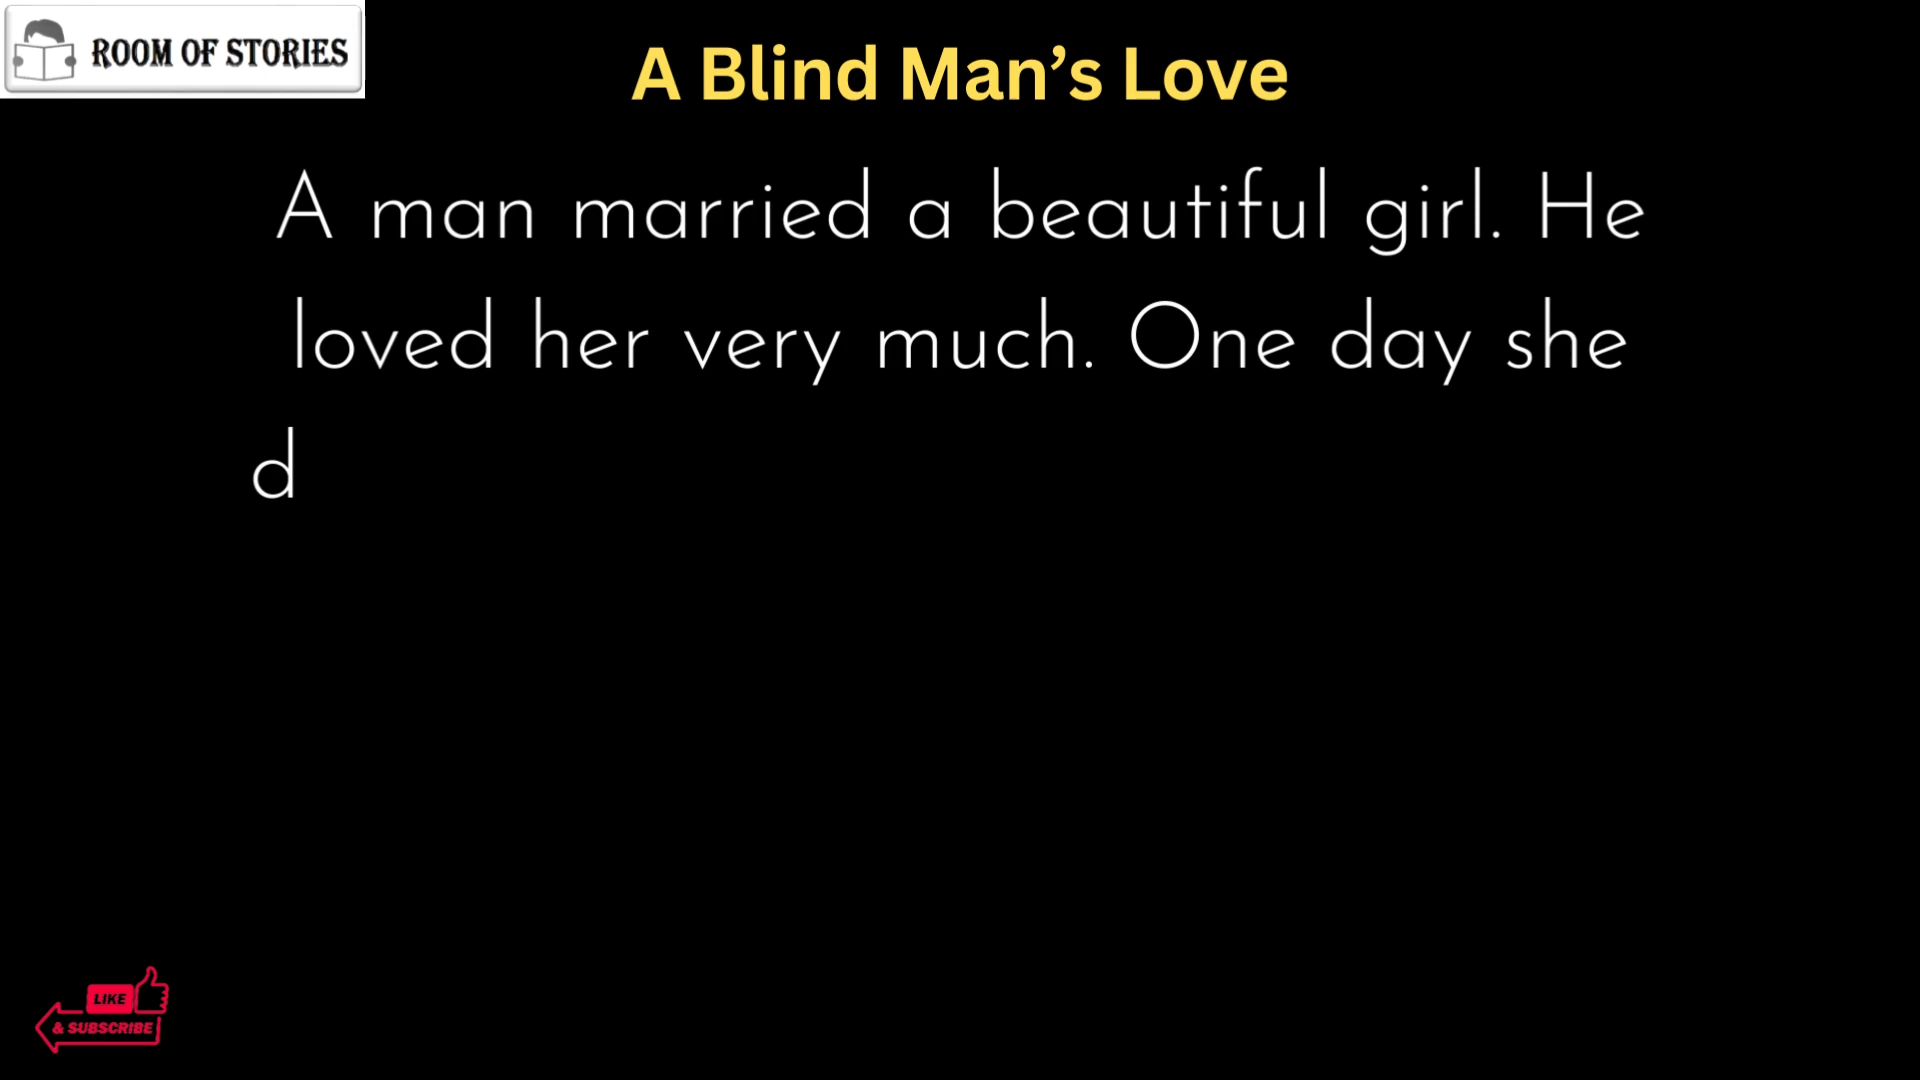 ROOM OF STORIES
A Blind Man’s Love
A man married a beautiful girl. He
loved her very much. One day she
d
LIKE
& SUBSCRIBE